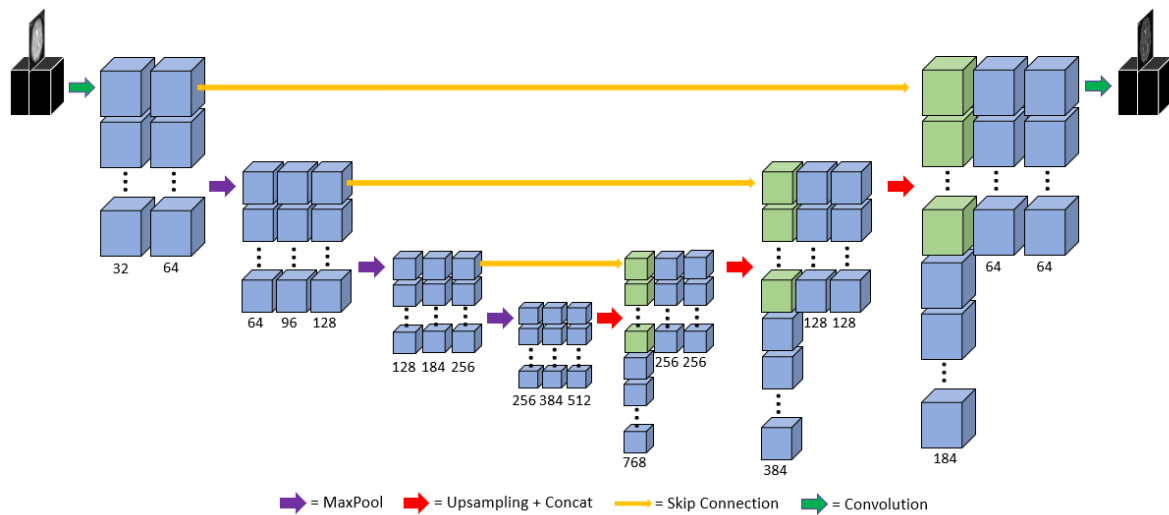 32 64
64 96 128
128 184 256
256 384 512
256 256
768
128 128
384
64 64
184
= MaxPool = Upsampling + Concat = Skip Connection = Convolution